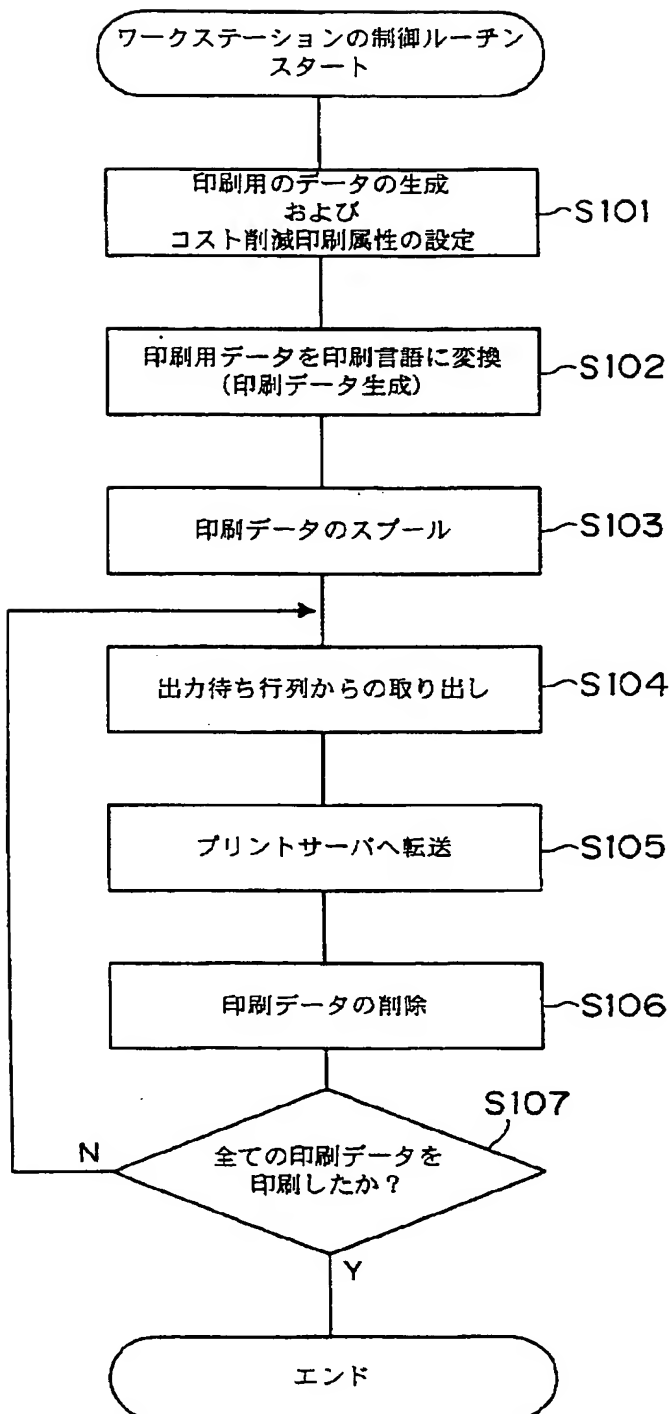 ワークステーションの制御ルーチン
スタート
印刷用のデータの生成
および
コスト削減印刷属性の設定
S101
印刷用データを印刷言語に変換
(印刷データ生成)
S102
印刷データのスプール
S103
出力待ち行列からの取り出し
S104
プリントサーバへ転送
S105
印刷データの削除
S106
S107
全ての印刷データを
印刷したか?
N
Y
エンド